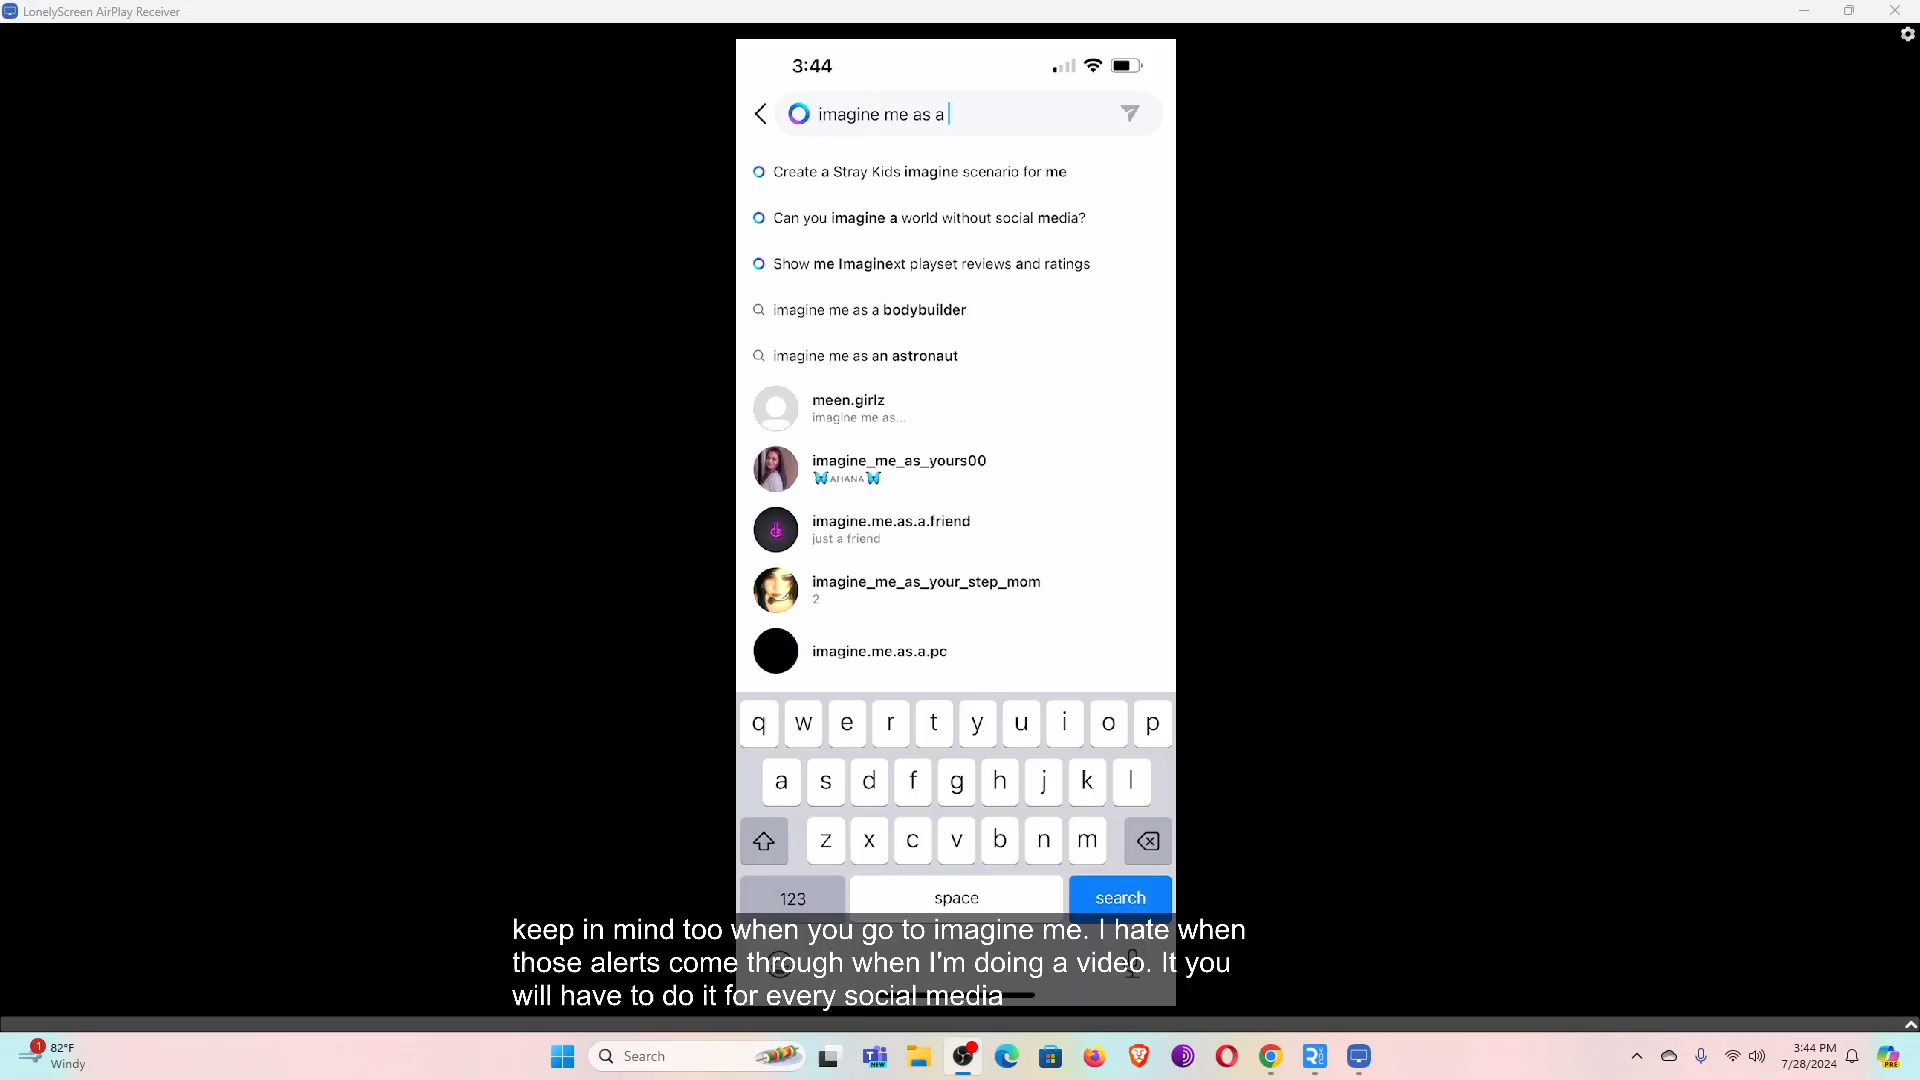 LonelyScreen AirPlay Receiver
3:44
imagine me as a
Create a Stray Kids imagine scenario for me
Can you imagine a world without social media?
Show me Imaginext playset reviews and ratings
imagine me as a bodybuilder
imagine me as an astronaut
meen.girlz
imagine me as...
imagine_me_as_yours00
🦋AHANA🦋
imagine.me.as.a.friend
just a friend
imagine_me_as_your_step_mom
2
imagine.me.as.a.pc
q w e r t y u i o p
a s d f g h j k l
z x c v b n m
123 space search
keep in mind too when you go to imagine me. I hate when
those alerts come through when I'm doing a video. It you
will have to do it for every social media
1
82°F
Windy
Search
NEW
3:44 PM
7/28/2024
PRE